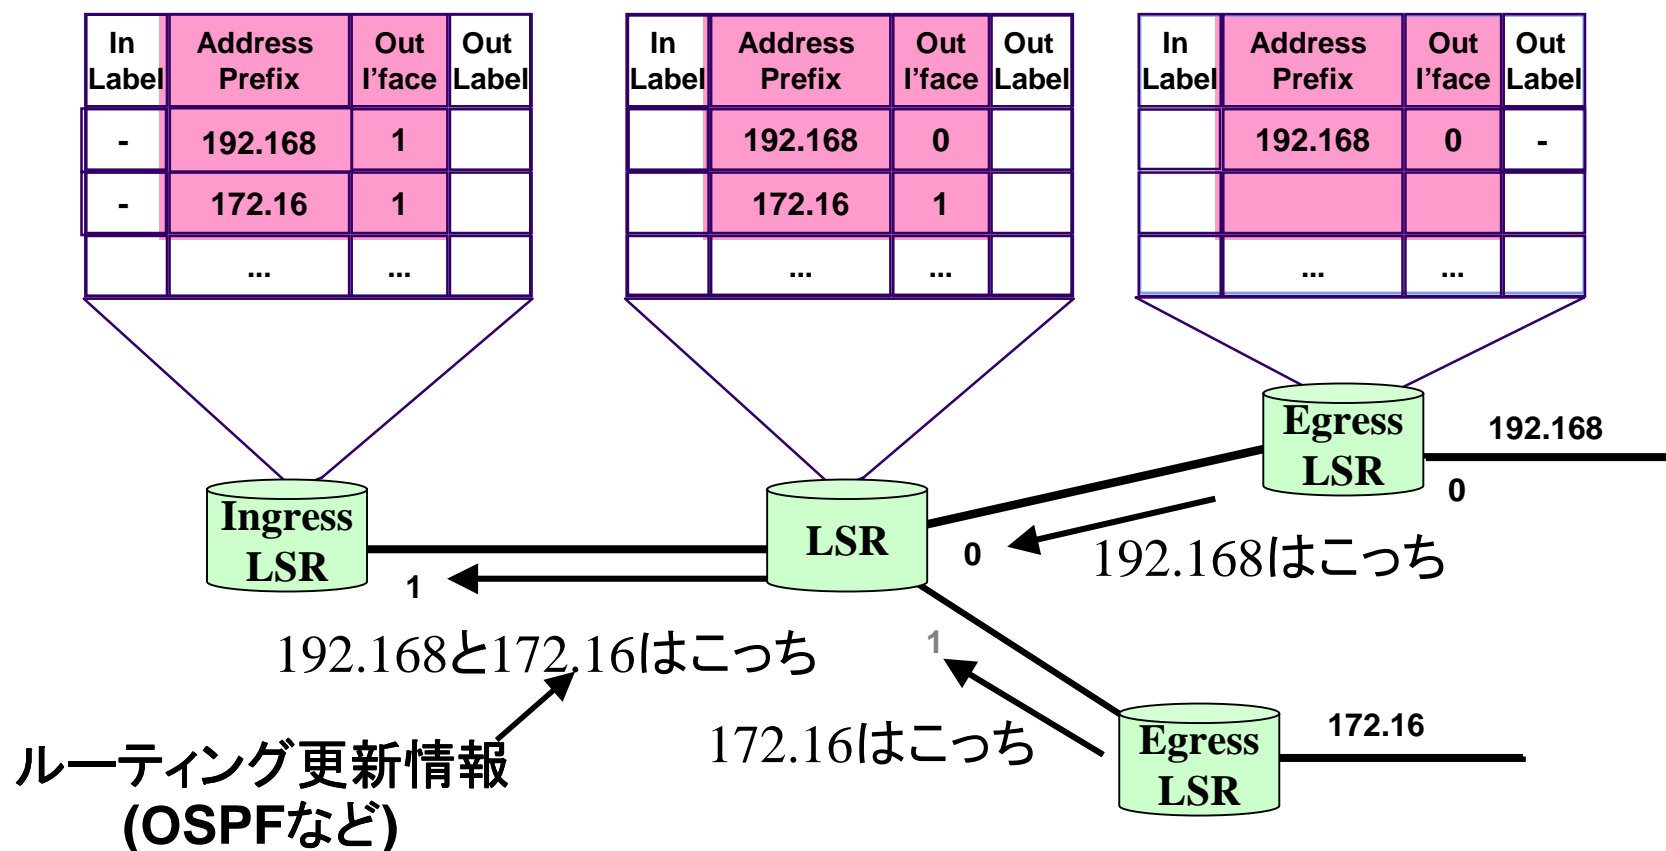 In Address Out Out
Label Prefix I'face Label
- 192.168 1
- 172.16 1
... ...
In Address Out Out
Label Prefix I'face Label
192.168 0
172.16 1
... ...
In Address Out Out
Label Prefix I'face Label
192.168 0 -
... ...
Egress
LSR
192.168
0
Ingress
LSR
1
LSR
0
192.168はこっち
192.168と172.16はこっち
1
172.16はこっち
Egress
LSR
172.16
ルーティング更新情報
(OSPFなど)